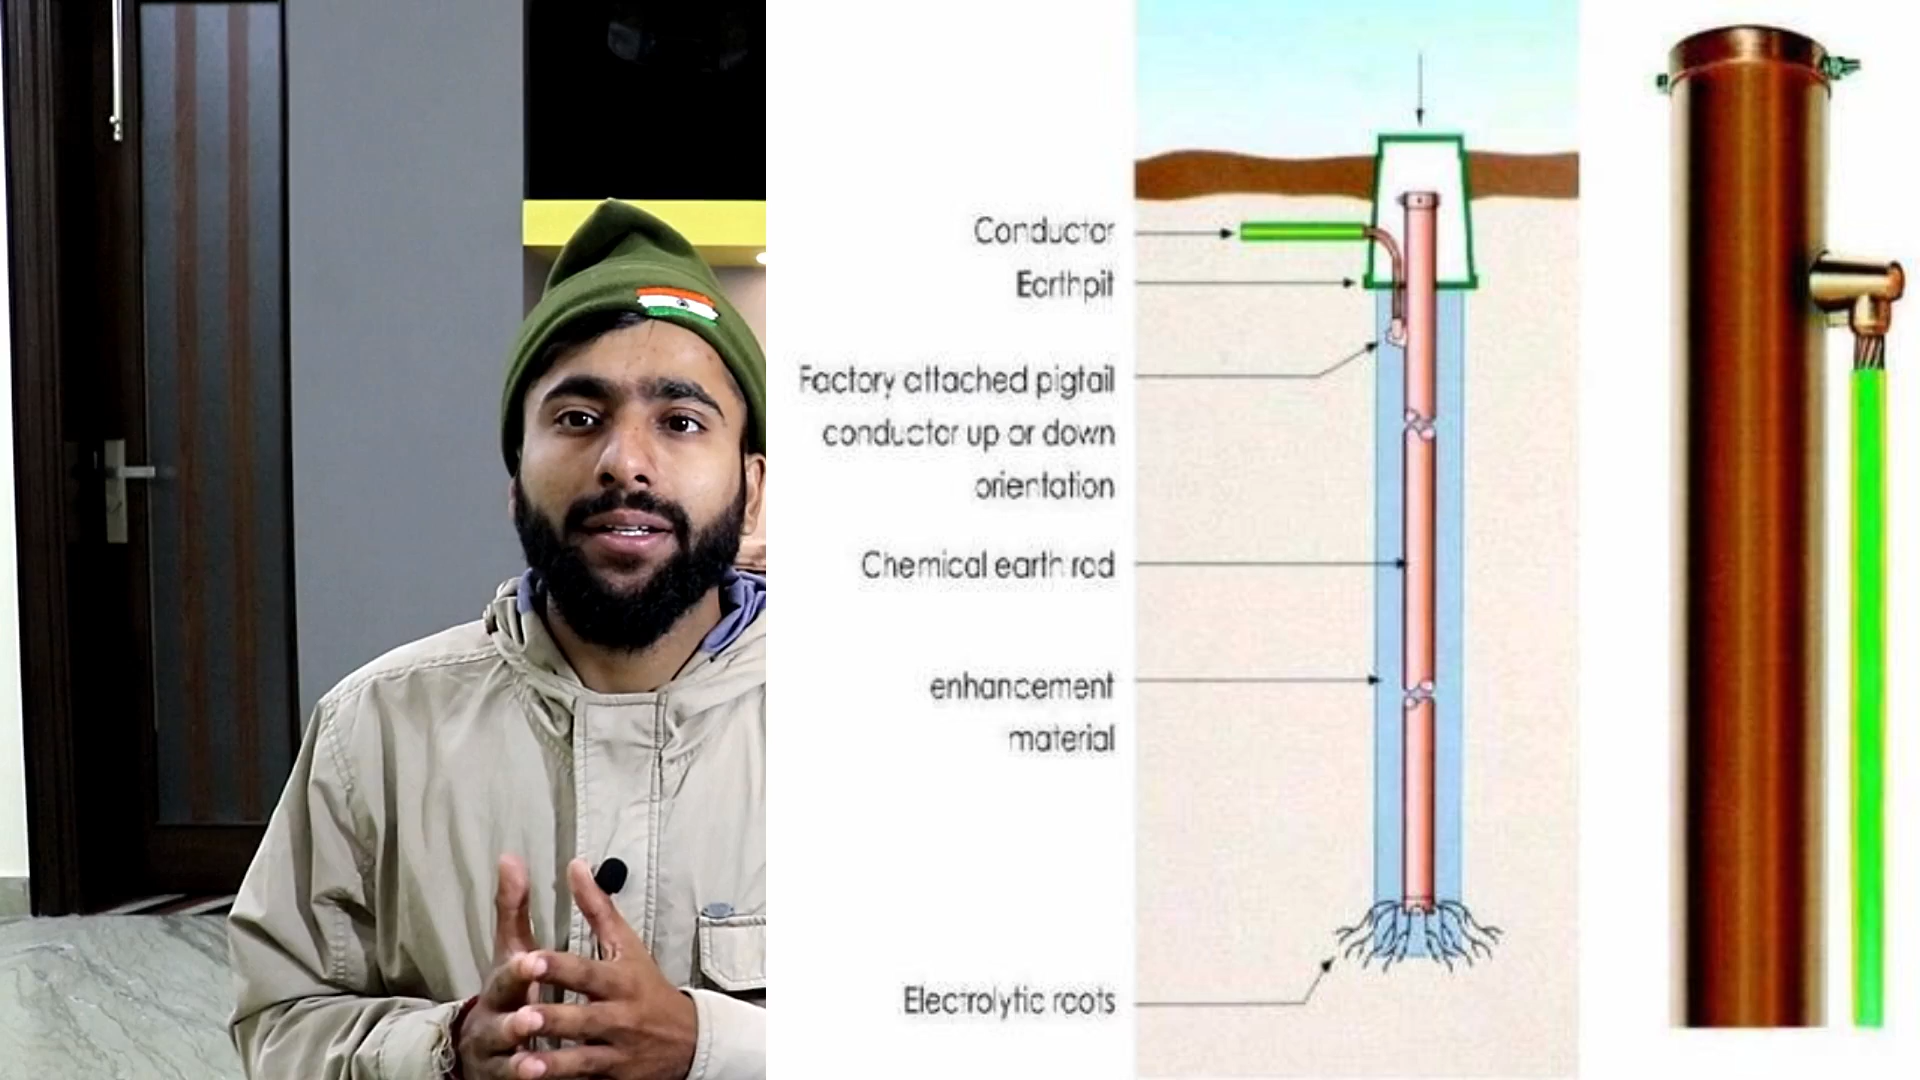 Conductor
Earthpit
Factory attached pigtail
conductor up or down
orientation
Chemical earth rod
enhancement
material
Electrolytic roots